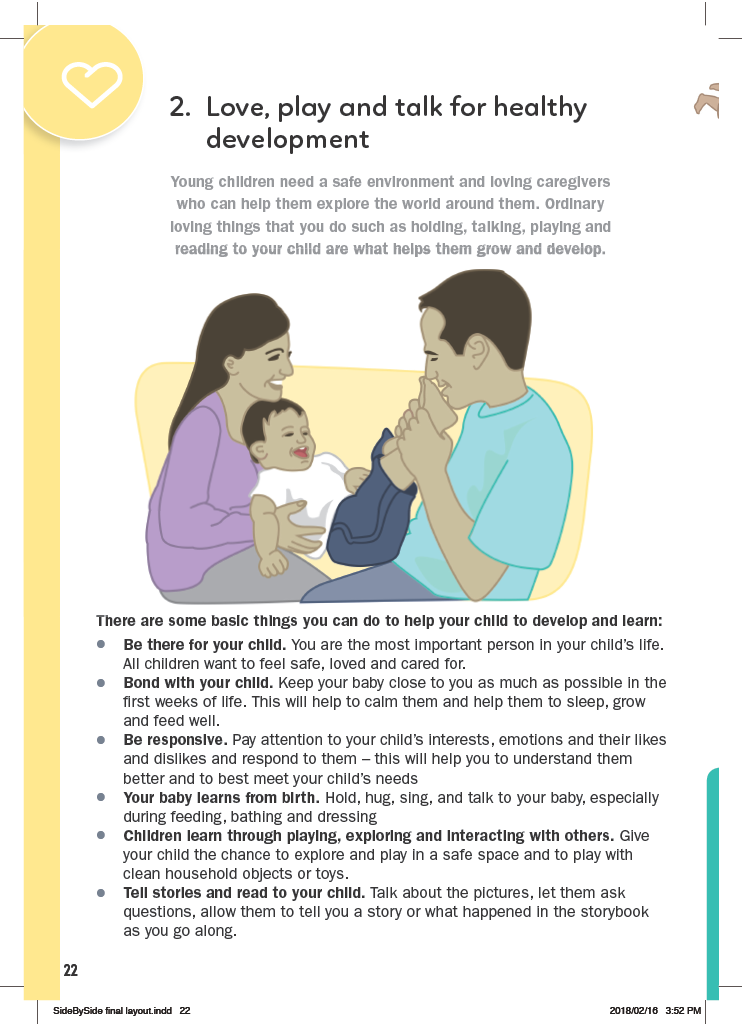 2. Love, play and talk for healthy
development
Young children need a safe environment and loving caregivers
who can help them explore the world around them. Ordinary
loving things that you do such as holding, talking, playing and
reading to your child are what helps them grow and develop.
There are some basic things you can do to help your child to develop and learn:
● Be there for your child. You are the most important person in your child’s life.
All children want to feel safe, loved and cared for.
● Bond with your child. Keep your baby close to you as much as possible in the
first weeks of life. This will help to calm them and help them to sleep, grow
and feed well.
● Be responsive. Pay attention to your child’s interests, emotions and their likes
and dislikes and respond to them – this will help you to understand them
better and to best meet your child’s needs
● Your baby learns from birth. Hold, hug, sing, and talk to your baby, especially
during feeding, bathing and dressing
● Children learn through playing, exploring and interacting with others. Give
your child the chance to explore and play in a safe space and to play with
clean household objects or toys.
● Tell stories and read to your child. Talk about the pictures, let them ask
questions, allow them to tell you a story or what happened in the storybook
as you go along.
22
SideBySide final layout.indd 22 2018/02/16 3:52 PM